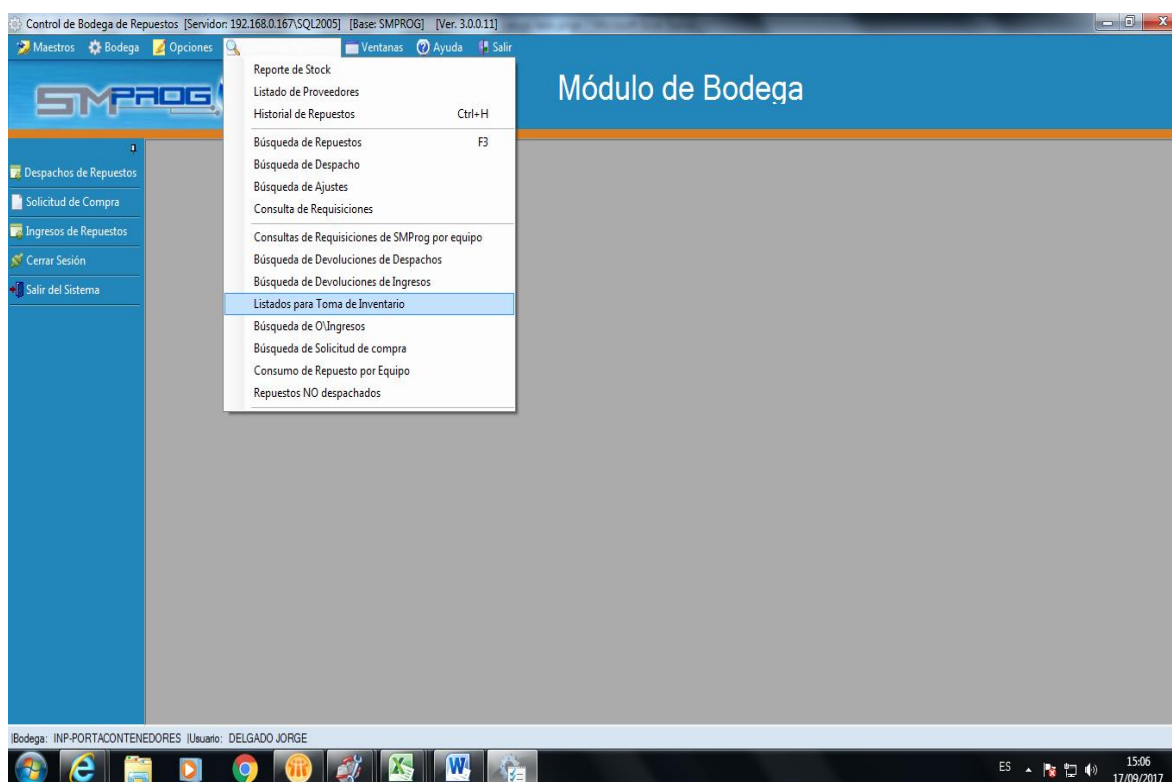 Control de Bodega de Repuestos [Servidor: 192.168.0.167\SQL2005] [Base: SMPROG] [Ver. 3.0.0.11]
Maestros Bodega Opciones Ventanas Ayuda Salir
SMPROG
Módulo de Bodega
Reporte de Stock
Listado de Proveedores
Historial de Repuestos Ctrl+H
Búsqueda de Repuestos F3
Búsqueda de Despacho
Búsqueda de Ajustes
Consulta de Requisiciones
Consultas de Requisiciones de SMProg por equipo
Búsqueda de Devoluciones de Despachos
Búsqueda de Devoluciones de Ingresos
Listados para Toma de Inventario
Búsqueda de O\Ingresos
Búsqueda de Solicitud de compra
Consumo de Repuesto por Equipo
Repuestos NO despachados
Despachos de Repuestos
Solicitud de Compra
Ingresos de Repuestos
Cerrar Sesión
Salir del Sistema
|Bodega: INP-PORTACONTENEDORES |Usuario: DELGADO JORGE
ES 15:06